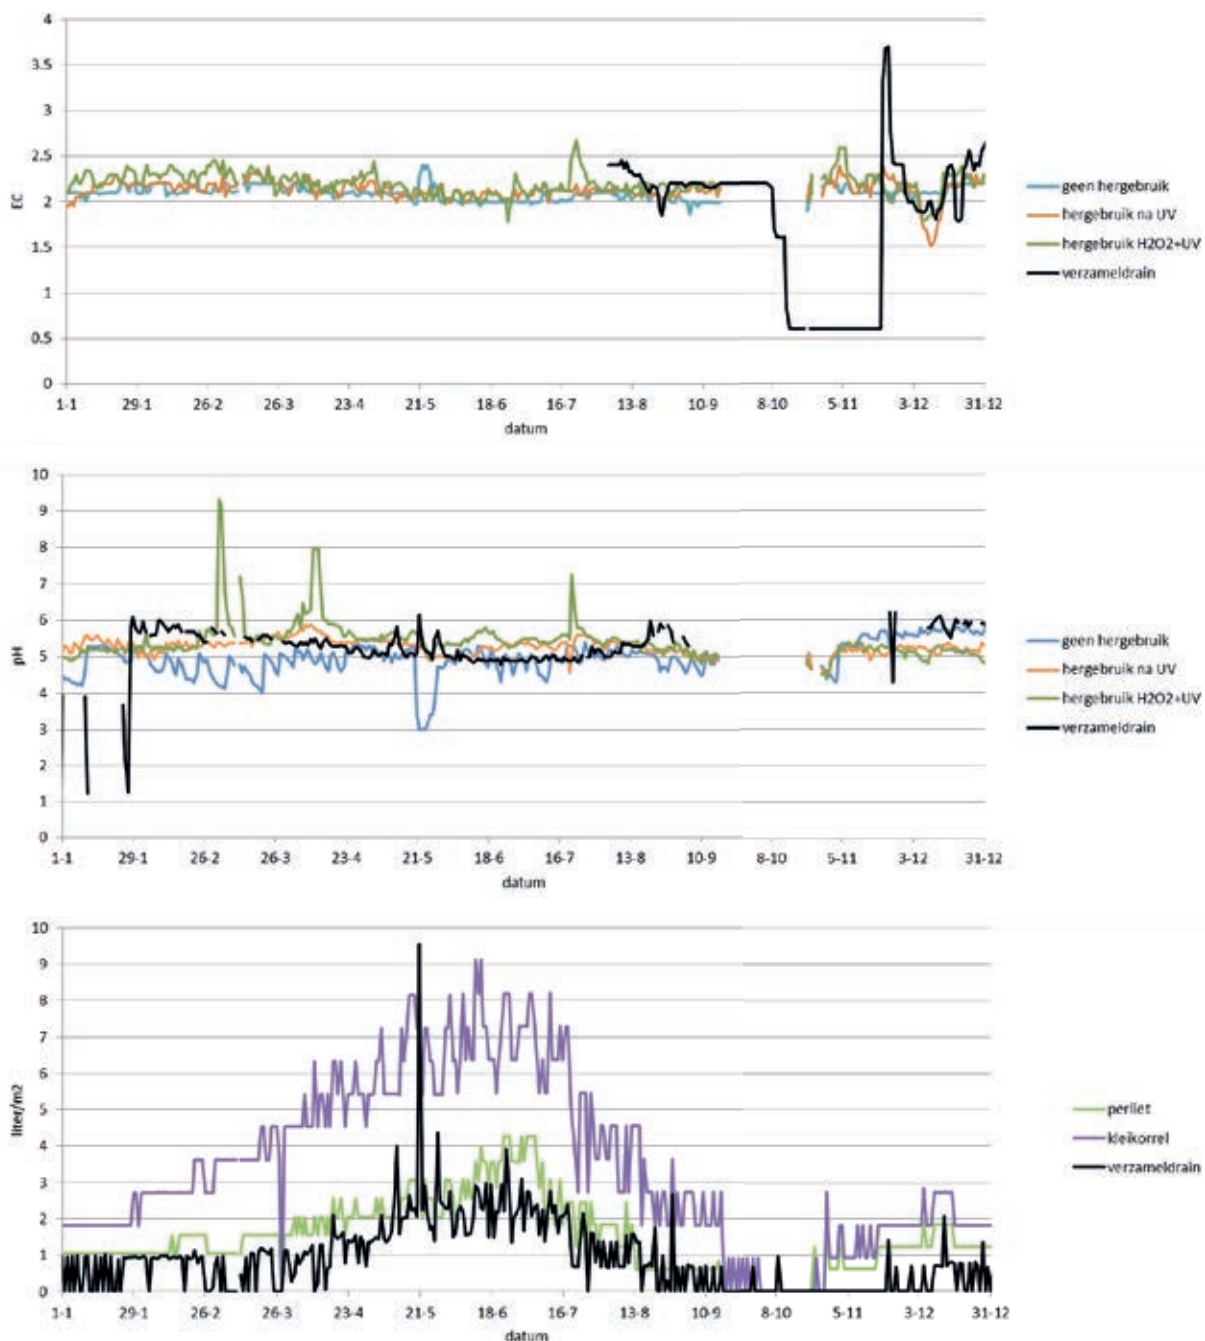 4
3.5
3
2.5
2
1.5
1
0.5
0
EC
1-1 29-1 26-2 26-3 23-4 21-5 18-6 16-7 13-8 10-9 8-10 5-11 3-12 31-12
datum
geen hergebruik
hergebruik na UV
hergebruik H2O2+UV
verzameldrain
10
9
8
7
6
5
4
3
2
1
0
pH
1-1 29-1 26-2 26-3 23-4 21-5 18-6 16-7 13-8 10-9 8-10 5-11 3-12 31-12
datum
geen hergebruik
hergebruik na UV
hergebruik H2O2+UV
verzameldrain
10
9
8
7
6
5
4
3
2
1
0
liter/m2
1-1 29-1 26-2 26-3 23-4 21-5 18-6 16-7 13-8 10-9 8-10 5-11 3-12 31-12
datum
perliet
kleikorrel
verzameldrain